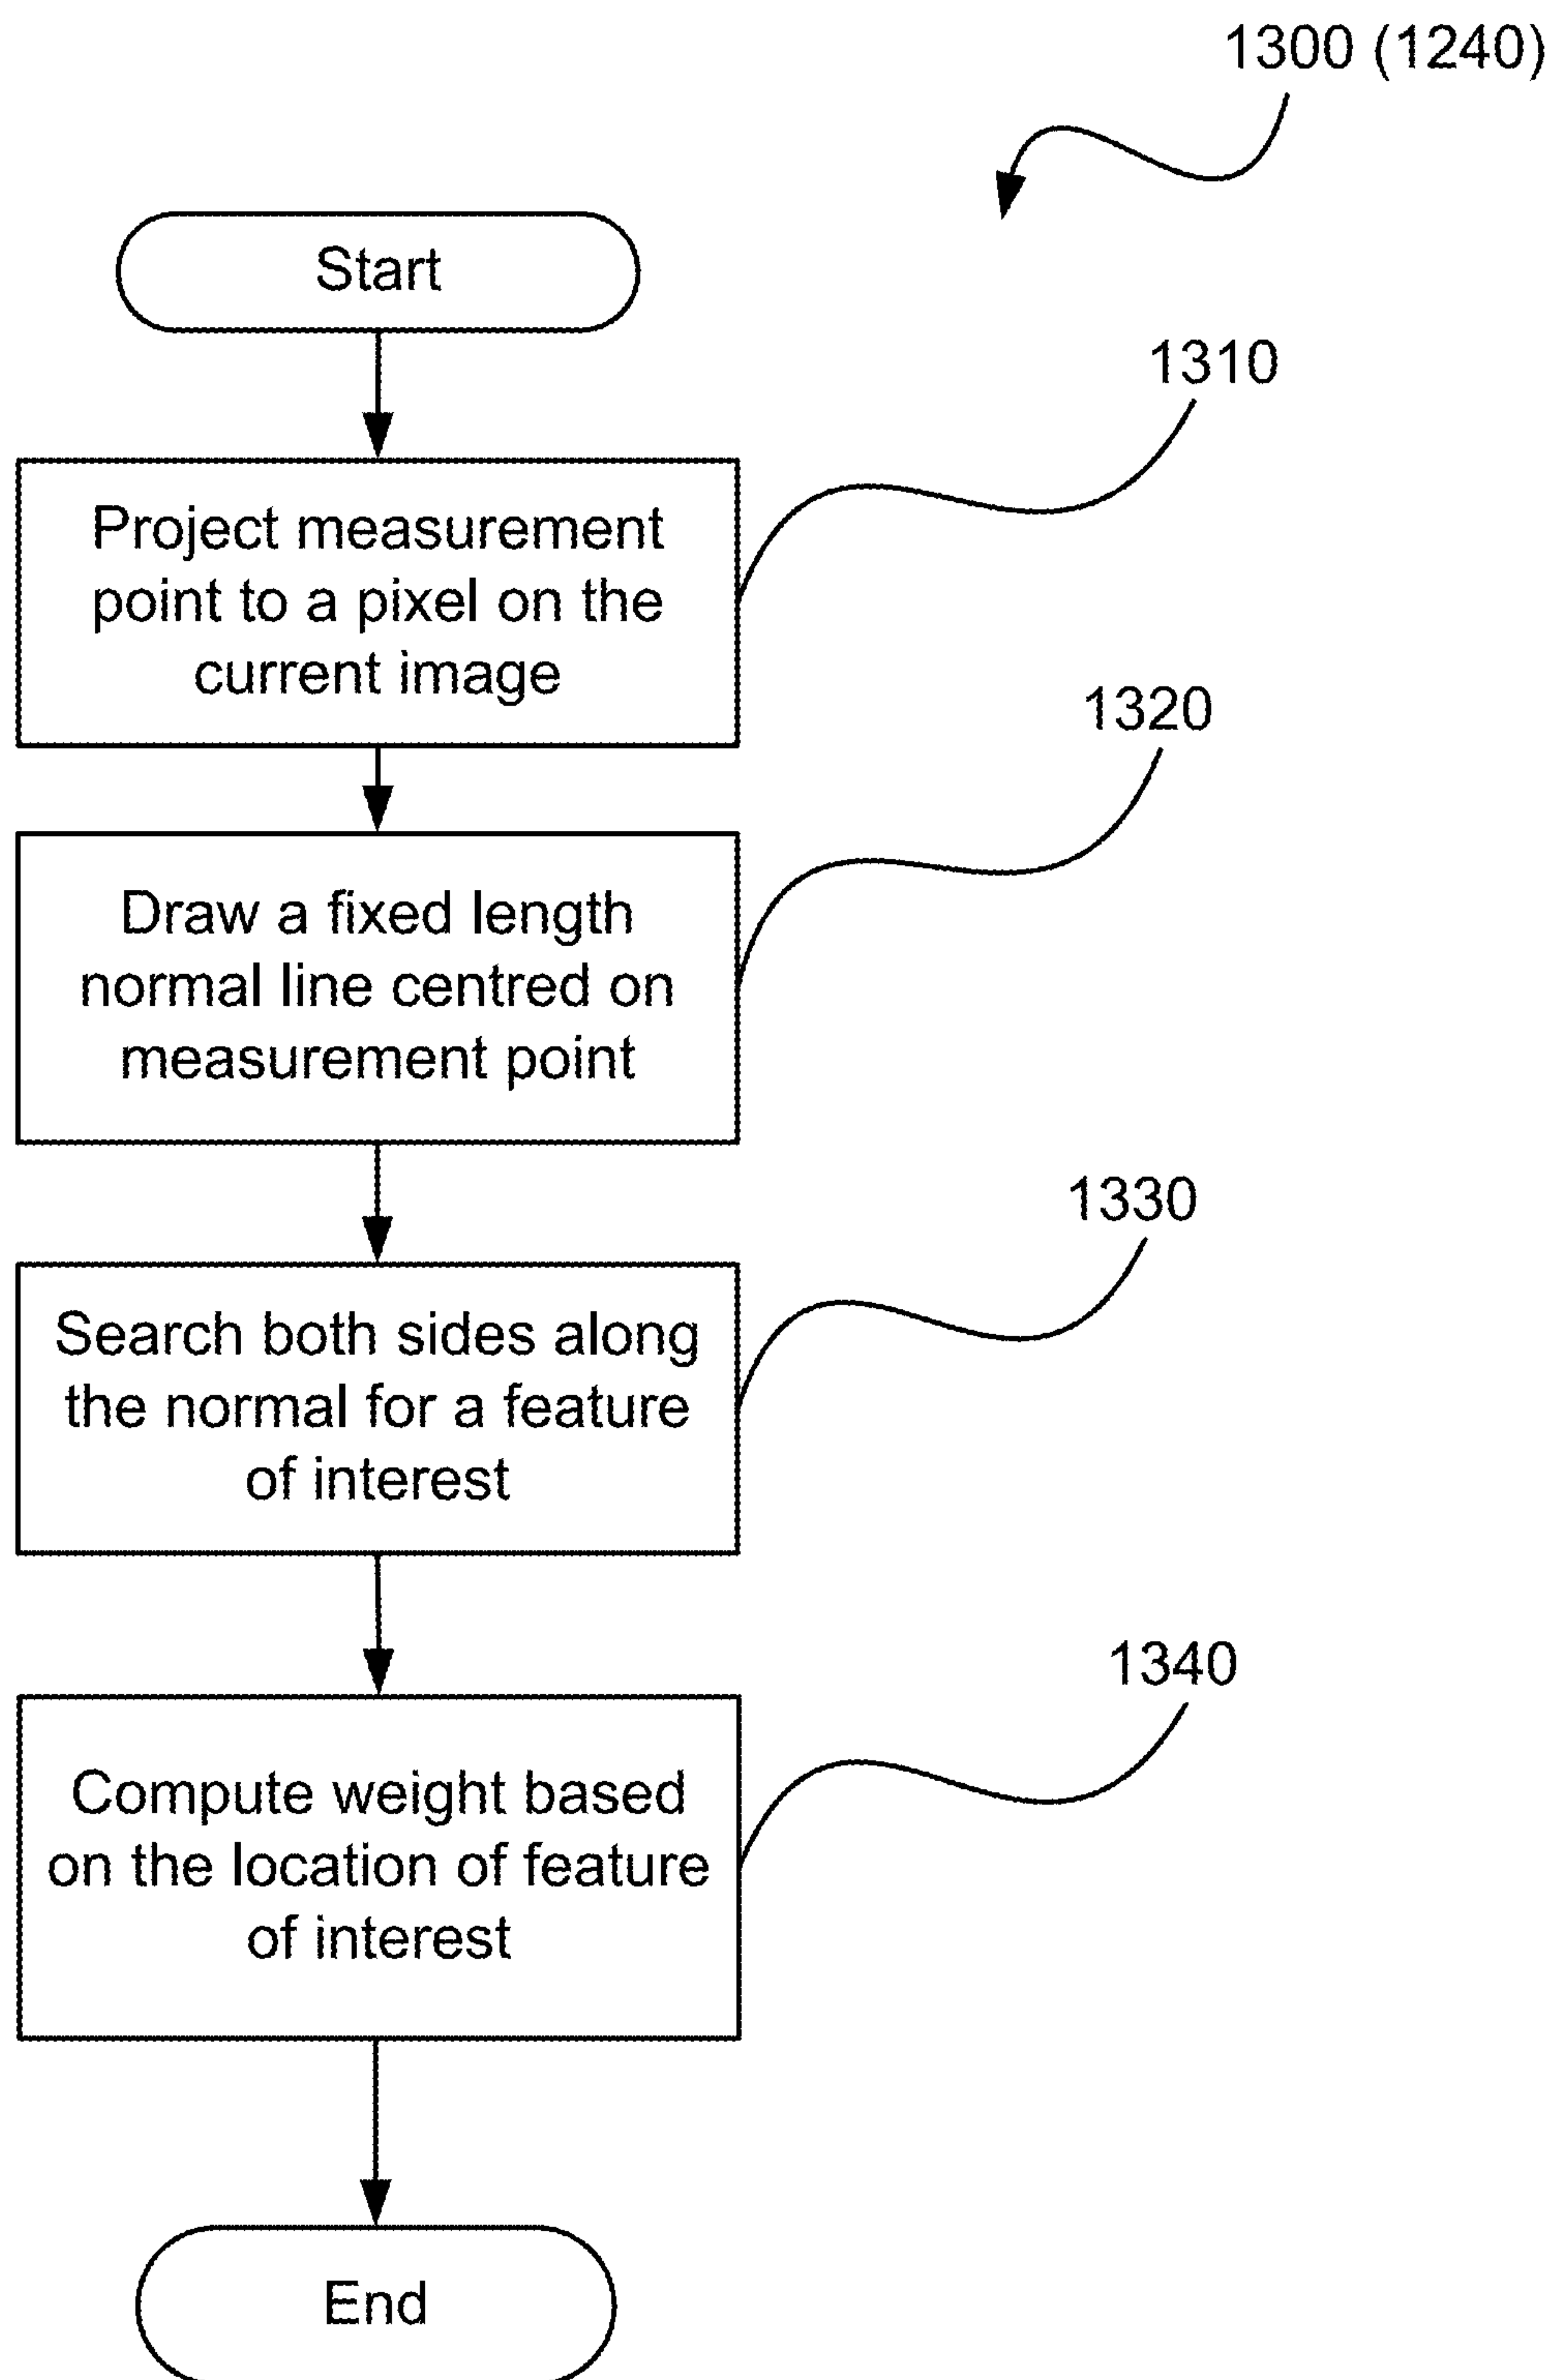 1300 (1240)
Start
1310
Project measurement
point to a pixel on the
current image
1320
Draw a fixed length
normal line centred on
measurement point
1330
Search both sides along
the normal for a feature
of interest
1340
Compute weight based
on the location of feature
of interest
End